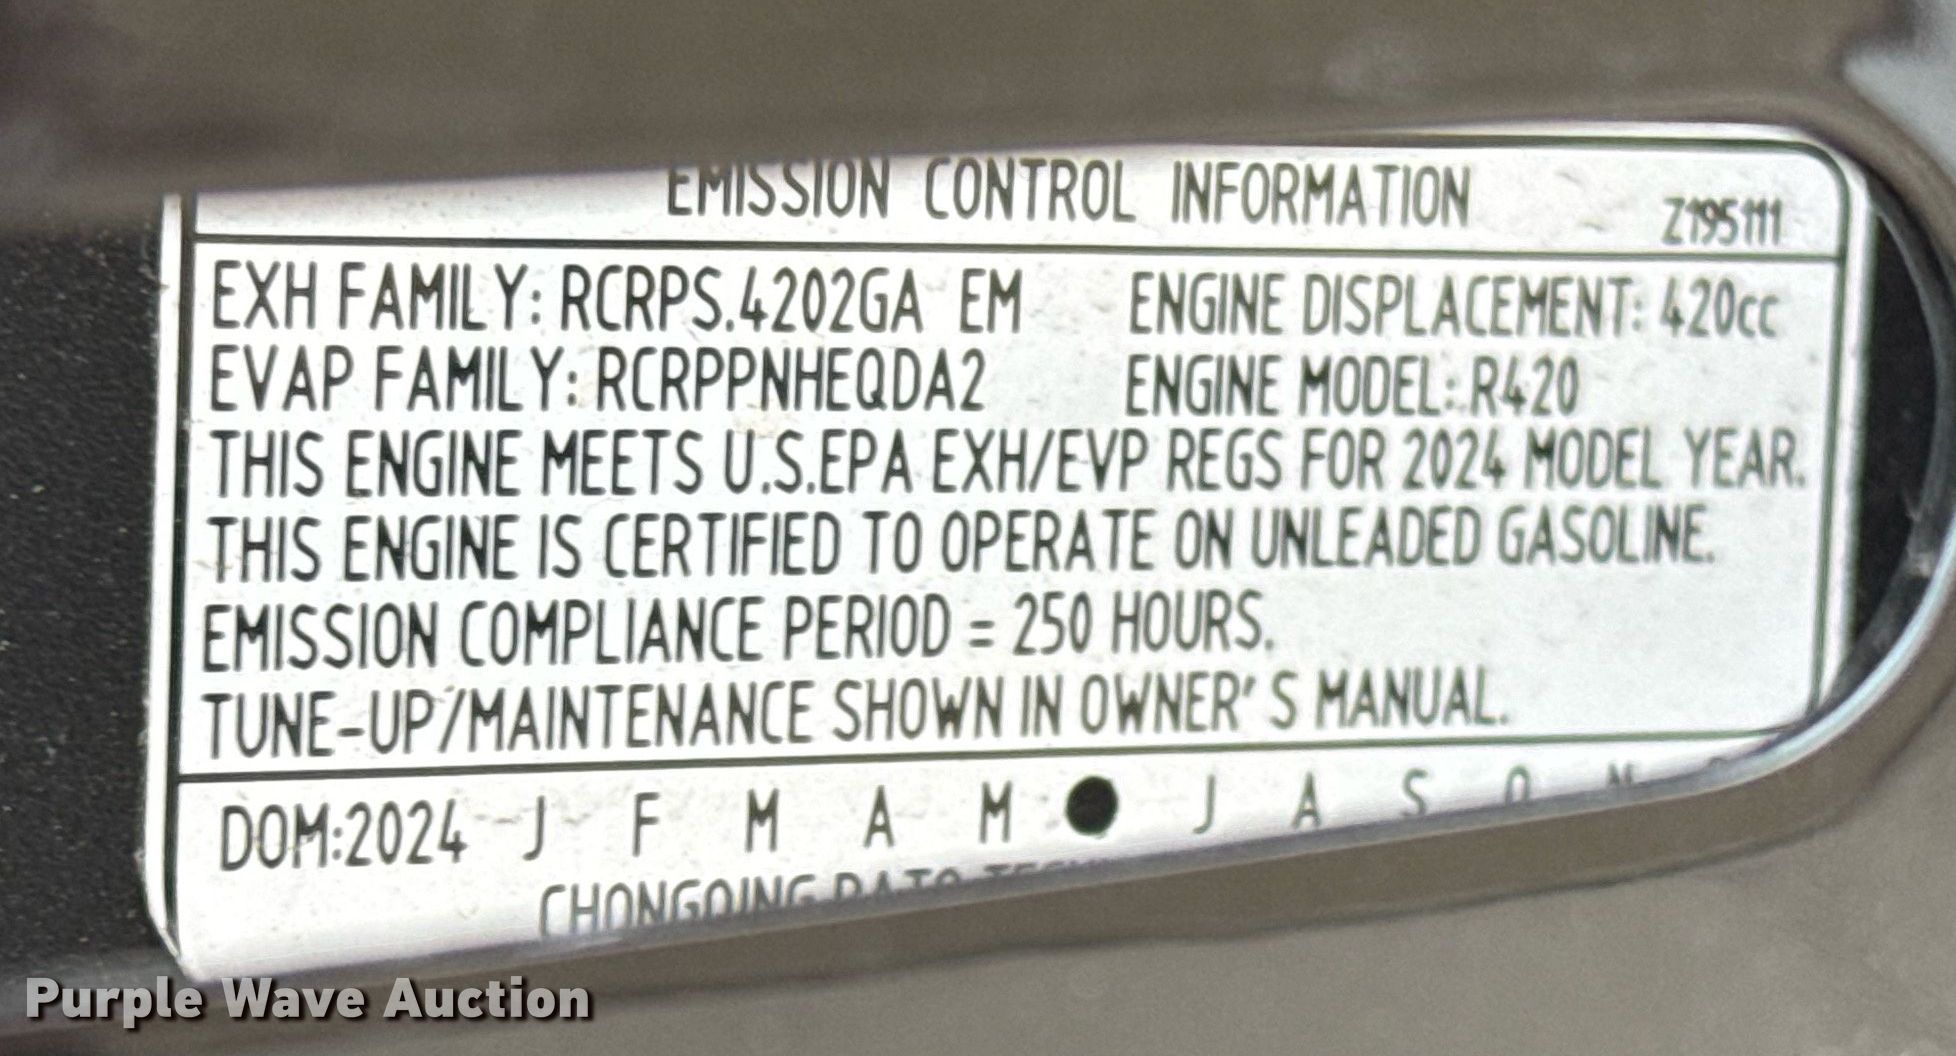 EMISSION CONTROL INFORMATION
Z195111
EXH FAMILY: RCRPS.4202GA EM ENGINE DISPLACEMENT: 420cc
EVAP FAMILY: RCRPPNHEQDA2 ENGINE MODEL: R420
THIS ENGINE MEETS U.S.EPA EXH/EVP REGS FOR 2024 MODEL YEAR.
THIS ENGINE IS CERTIFIED TO OPERATE ON UNLEADED GASOLINE.
EMISSION COMPLIANCE PERIOD = 250 HOURS.
TUNE-UP/MAINTENANCE SHOWN IN OWNER'S MANUAL.
DOM:2024 J F M A M ● J A S O N
CHONGQING RATO
Purple Wave Auction